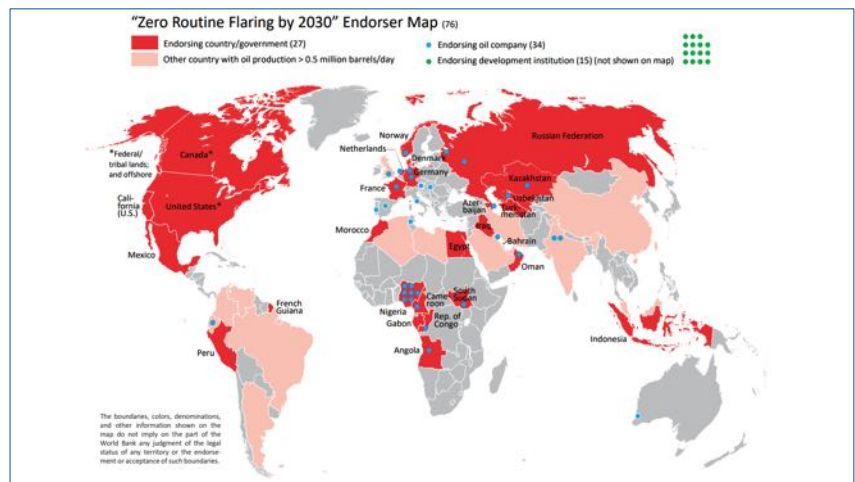 “Zero Routine Flaring by 2030” Endorser Map (76)
Endorsing country/government (27)
Other country with oil production > 0.5 million barrels/day
Endorsing oil company (34)
Endorsing development institution (15) (not shown on map)
Norway
Netherlands
Denmark
Germany
France
Russian Federation
*Federal/
tribal lands;
and offshore
Canada*
Cali-
fornia
(U.S.)
United States*
Mexico
Kazakhstan
Uzbekistan
Azer-
baijan
Turk-
menistan
Morocco
Iraq
Egypt
Bahrain
Oman
French
Guiana
Nigeria
Came-
roon
South
Sudan
Gabon
Rep. of
Congo
Peru
Angola
Indonesia
The boundaries, colors, denominations,
and other information shown on the
map do not imply on the part of the
World Bank any judgment of the legal
status of any territory or the endorse-
ment or acceptance of such boundaries.